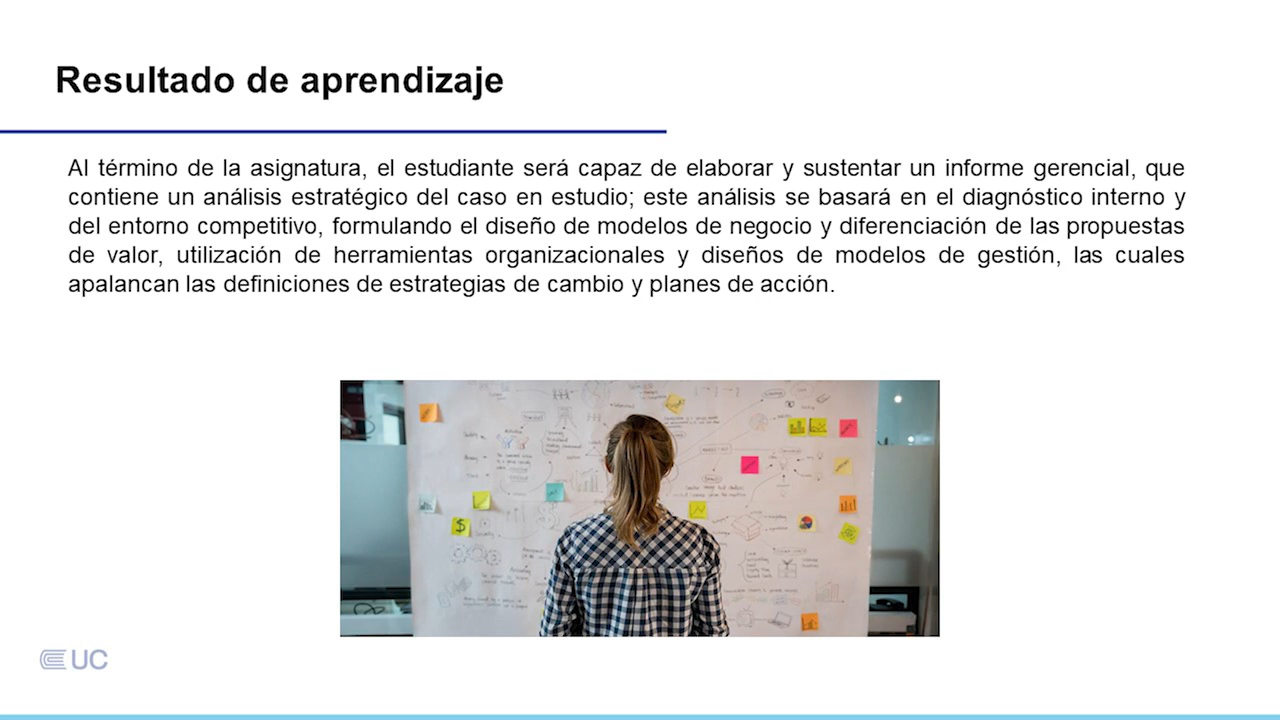 Resultado de aprendizaje
Al término de la asignatura, el estudiante será capaz de elaborar y sustentar un informe gerencial, que
contiene un análisis estratégico del caso en estudio; este análisis se basará en el diagnóstico interno y
del entorno competitivo, formulando el diseño de modelos de negocio y diferenciación de las propuestas
de valor, utilización de herramientas organizacionales y diseños de modelos de gestión, las cuales
apalancan las definiciones de estrategias de cambio y planes de acción.
$
UC